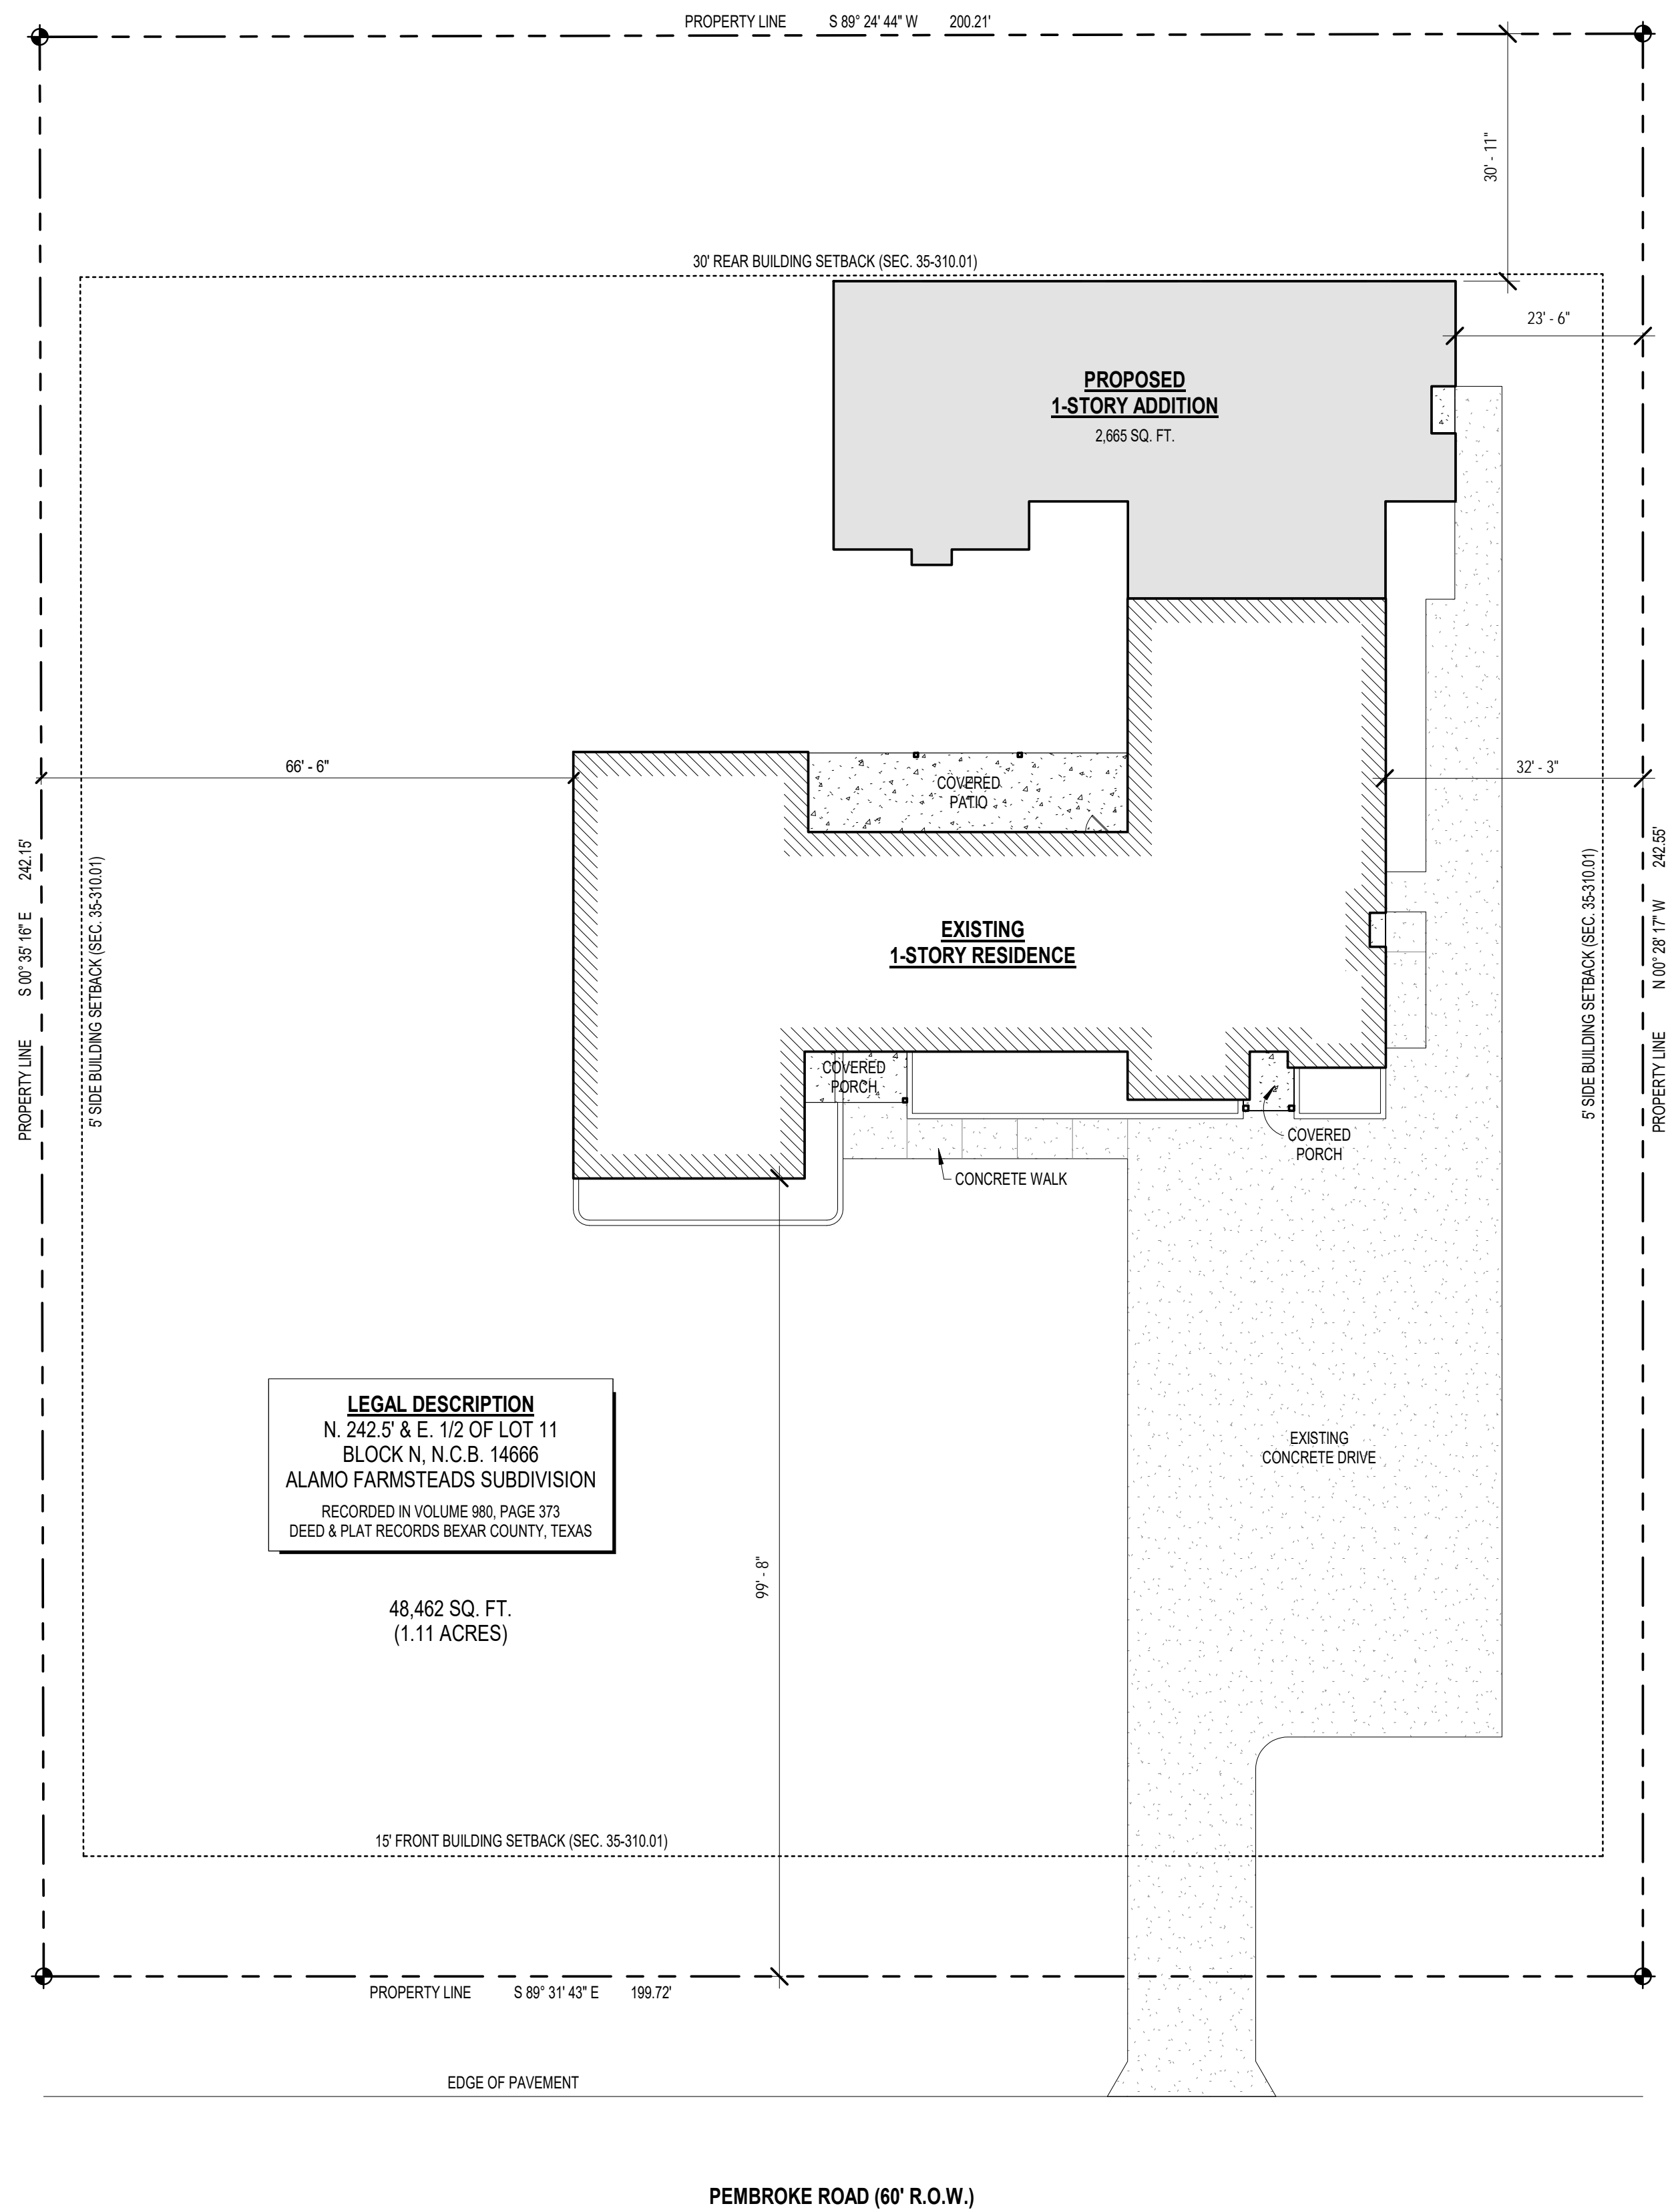 PROPERTY LINE S 89° 24' 44" W 200.21'
30' - 11"
30' REAR BUILDING SETBACK (SEC. 35-310.01)
23' - 6"
PROPOSED
1-STORY ADDITION
2,665 SQ. FT.
66' - 6"
COVERED
PATIO
32' - 3"
PROPERTY LINE S 00° 35' 16" E 242.15'
5' SIDE BUILDING SETBACK (SEC. 35-310.01)
EXISTING
1-STORY RESIDENCE
5' SIDE BUILDING SETBACK (SEC. 35-310.01)
PROPERTY LINE N 00° 28' 17" W 242.55'
COVERED
PORCH
COVERED
PORCH
CONCRETE WALK
LEGAL DESCRIPTION
N. 242.5' & E. 1/2 OF LOT 11
BLOCK N, N.C.B. 14666
ALAMO FARMSTEADS SUBDIVISION
RECORDED IN VOLUME 980, PAGE 373
DEED & PLAT RECORDS BEXAR COUNTY, TEXAS
EXISTING
CONCRETE DRIVE
99' - 8"
48,462 SQ. FT.
(1.11 ACRES)
15' FRONT BUILDING SETBACK (SEC. 35-310.01)
PROPERTY LINE S 89° 31' 43" E 199.72'
EDGE OF PAVEMENT
PEMBROKE ROAD (60' R.O.W.)